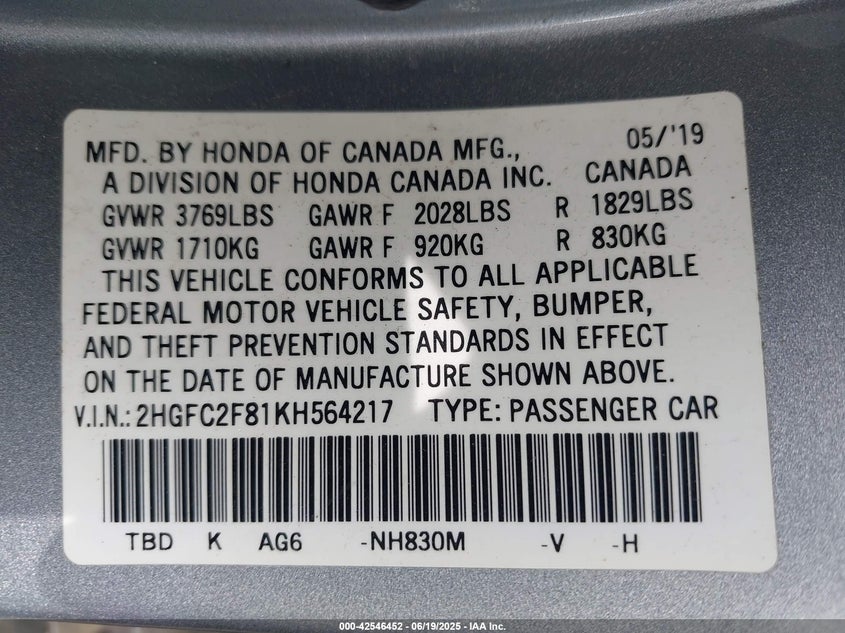 MFD. BY HONDA OF CANADA MFG., 05/'19
A DIVISION OF HONDA CANADA INC. CANADA
GVWR 3769LBS GAWR F 2028LBS R 1829LBS
GVWR 1710KG GAWR F 920KG R 830KG
THIS VEHICLE CONFORMS TO ALL APPLICABLE
FEDERAL MOTOR VEHICLE SAFETY, BUMPER,
AND THEFT PREVENTION STANDARDS IN EFFECT
ON THE DATE OF MANUFACTURE SHOWN ABOVE.
V.I.N.: 2HGFC2F81KH564217 TYPE: PASSENGER CAR
TBD K AG6 -NH830M -V -H
000-42546452 - 06/19/2025 - IAA Inc.